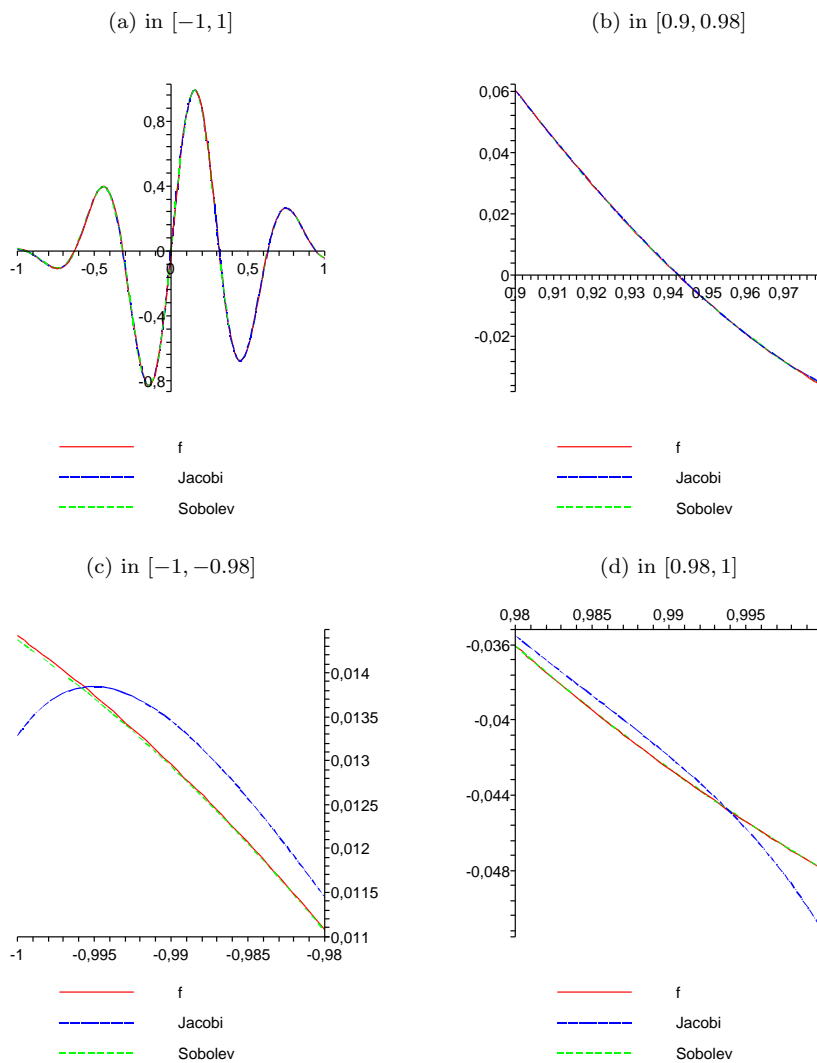 (a) in [−1, 1]
0,8
0,4
0
-1
-0,5
0
0,5
1
-0,4
-0,8
f
Jacobi
Sobolev
(b) in [0.9, 0.98]
0,06
0,04
0,02
0
0,9
0,91
0,92
0,93
0,94
0,95
0,96
0,97
-0,02
f
Jacobi
Sobolev
(c) in [−1, −0.98]
0,014
0,0135
0,013
0,0125
0,012
0,0115
0,011
-1
-0,995
-0,99
-0,985
-0,98
f
Jacobi
Sobolev
(d) in [0.98, 1]
0,98
0,985
0,99
0,995
-0,036
-0,04
-0,044
-0,048
f
Jacobi
Sobolev